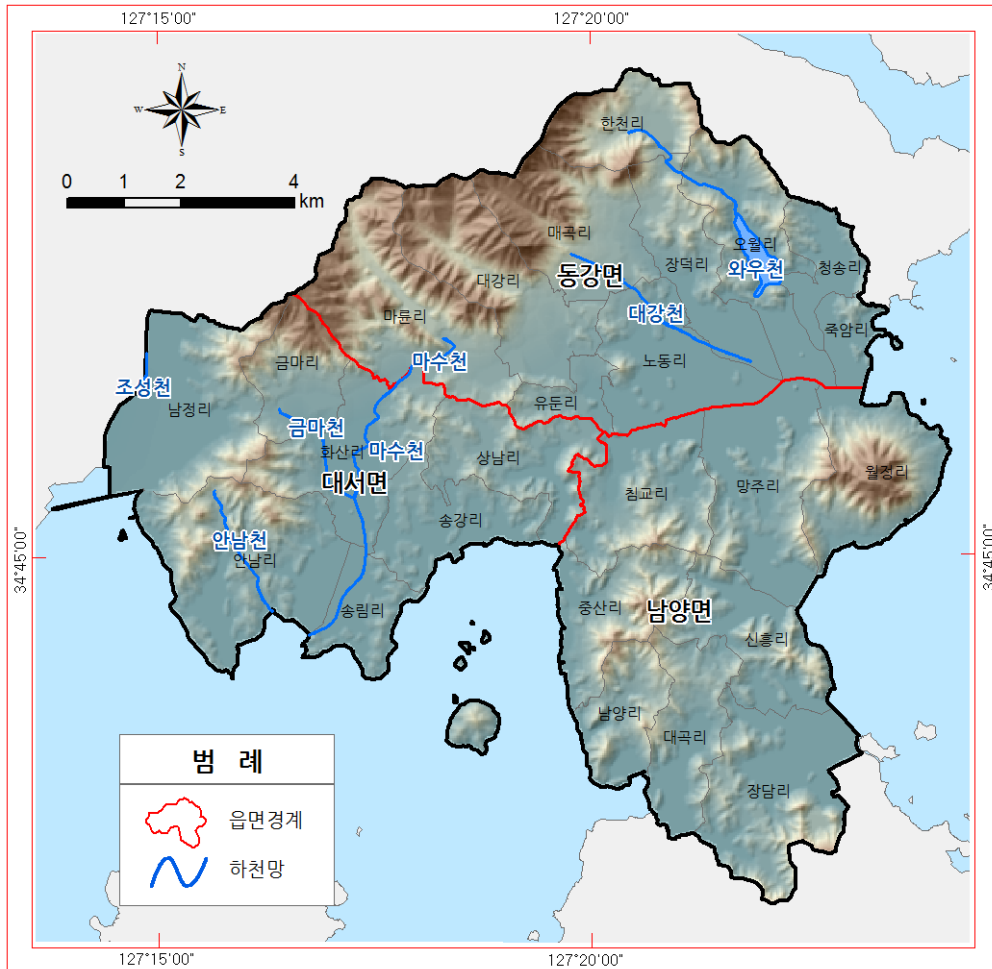 127°15'00"
127°20'00"
N
W
E
S
0 1 2 4
km
한천리
매곡리
오월리
장덕리
와우천
청송리
동강면
대강리
대강천
마륜리
죽암리
금마리
마수천
노동리
조성천
남정리
유둔리
금마천
화산리
마수천
상남리
월정리
대서면
침교리
망주리
송강리
안남천
안남리
34°45'00"
34°45'00"
중산리
남양면
송림리
신흥리
남양리
대곡리
장담리
범 례
읍면경계
하천망
127°15'00"
127°20'00"